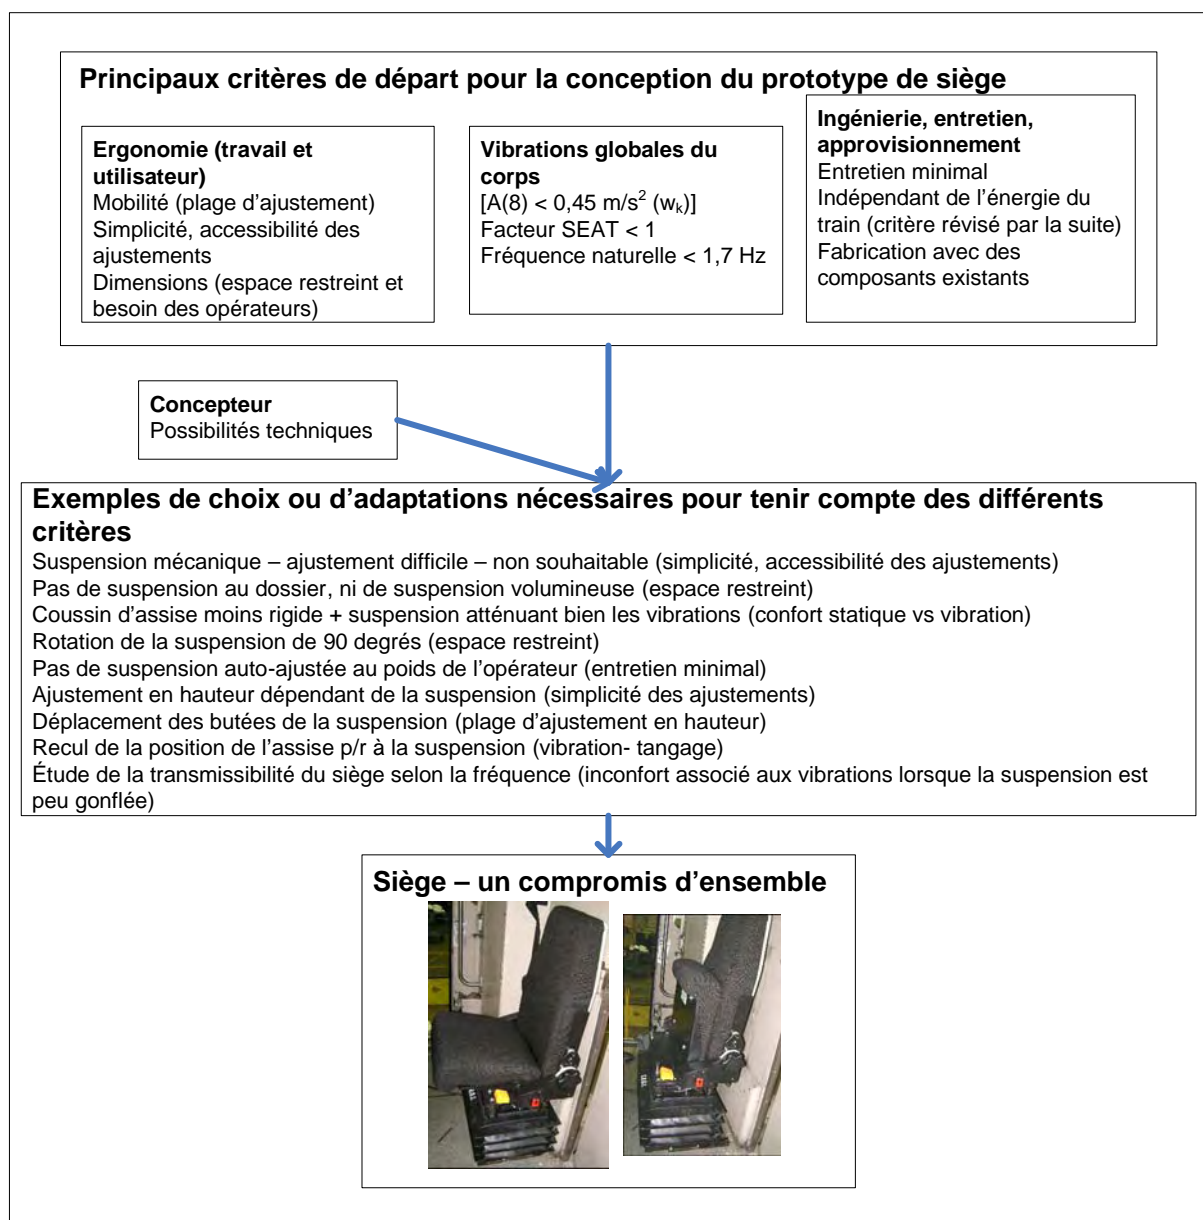 Principaux critères de départ pour la conception du prototype de siège
Ergonomie (travail et
utilisateur)
Mobilité (plage d'ajustement)
Simplicité, accessibilité des
ajustements
Dimensions (espace restreint et
besoin des opérateurs)
Vibrations globales du
corps
[A(8) < 0,45 m/s² (wₖ)]
Facteur SEAT < 1
Fréquence naturelle < 1,7 Hz
Ingénierie, entretien,
approvisionnement
Entretien minimal
Indépendant de l'énergie du
train (critère révisé par la suite)
Fabrication avec des
composants existants
Concepteur
Possibilités techniques
Exemples de choix ou d'adaptations nécessaires pour tenir compte des différents
critères
Suspension mécanique – ajustement difficile – non souhaitable (simplicité, accessibilité des ajustements)
Pas de suspension au dossier, ni de suspension volumineuse (espace restreint)
Coussin d'assise moins rigide + suspension atténuant bien les vibrations (confort statique vs vibration)
Rotation de la suspension de 90 degrés (espace restreint)
Pas de suspension auto-ajustée au poids de l'opérateur (entretien minimal)
Ajustement en hauteur dépendant de la suspension (simplicité des ajustements)
Déplacement des butées de la suspension (plage d'ajustement en hauteur)
Recul de la position de l'assise p/r à la suspension (vibration- tangage)
Étude de la transmissibilité du siège selon la fréquence (inconfort associé aux vibrations lorsque la suspension est
peu gonflée)
Siège – un compromis d'ensemble